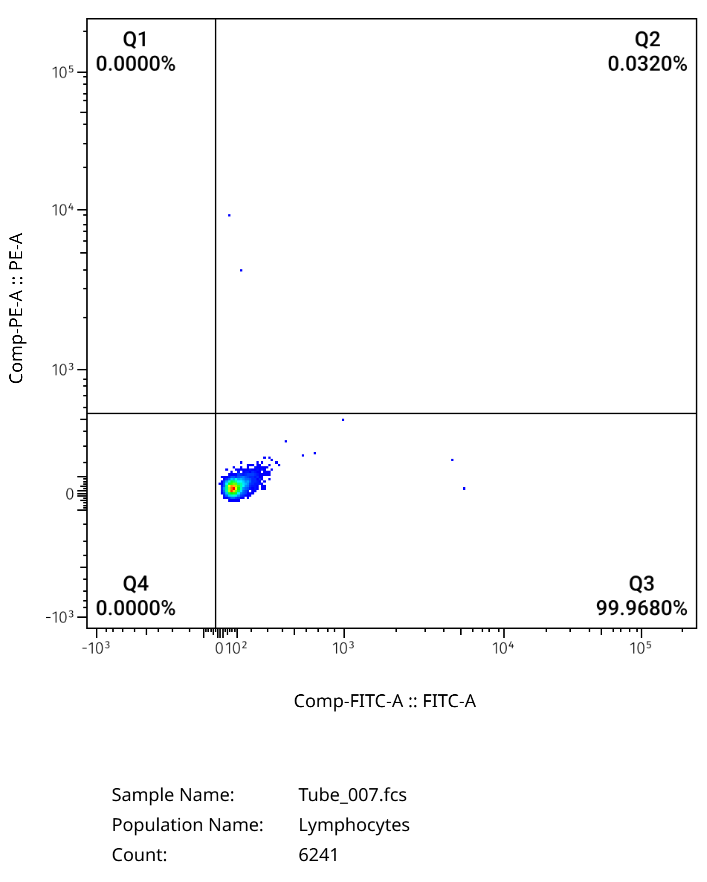 Q1
0.0000%
Q2
0.0320%
10⁵
10⁴
10³
0
-10³
Comp-PE-A :: PE-A
Q4
0.0000%
Q3
99.9680%
-10³ 0 10² 10³ 10⁴ 10⁵
Comp-FITC-A :: FITC-A
Sample Name: Tube_007.fcs
Population Name: Lymphocytes
Count: 6241